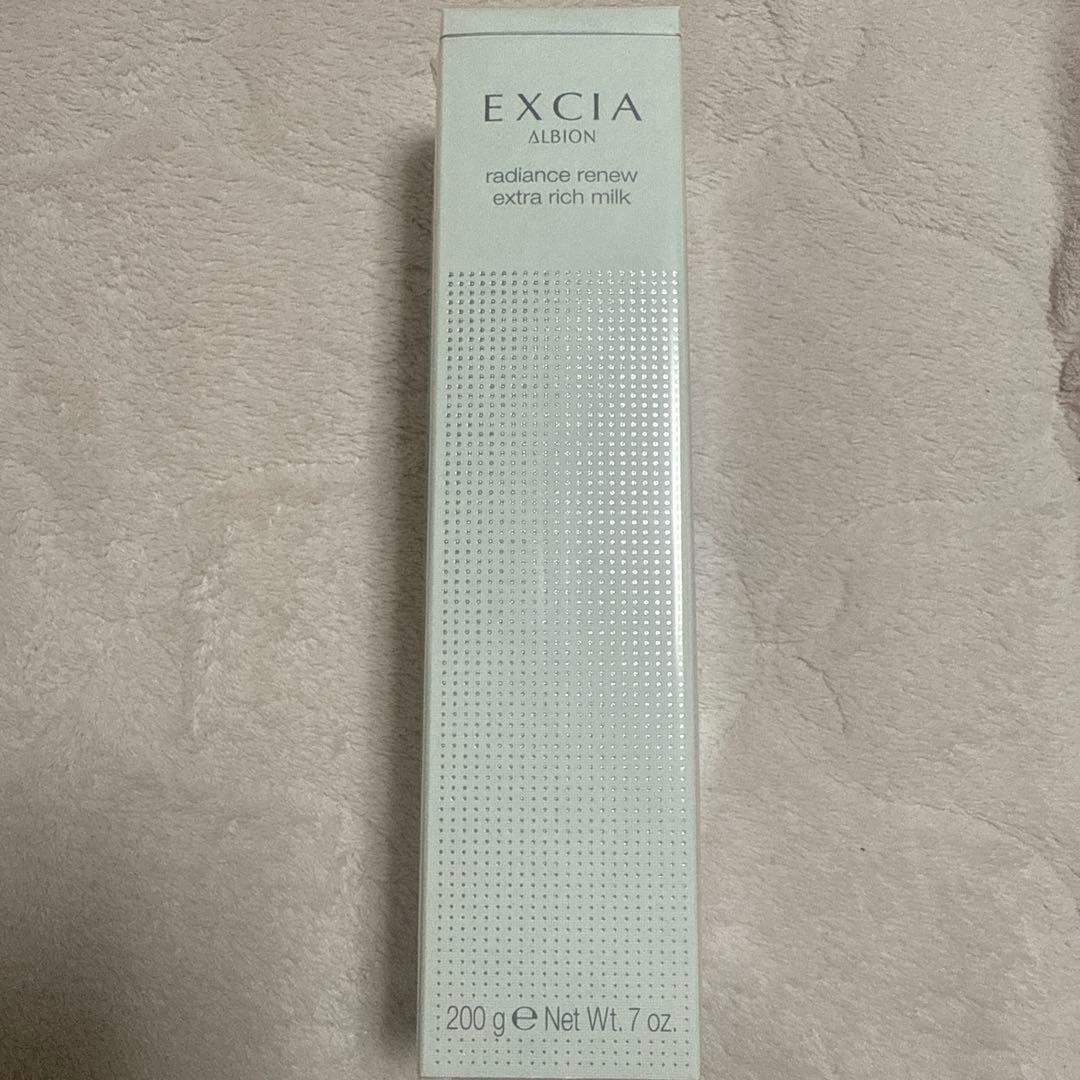 EXCIA
ALBION
radiance renew
extra rich milk
200 g ℮ Net Wt. 7 oz.